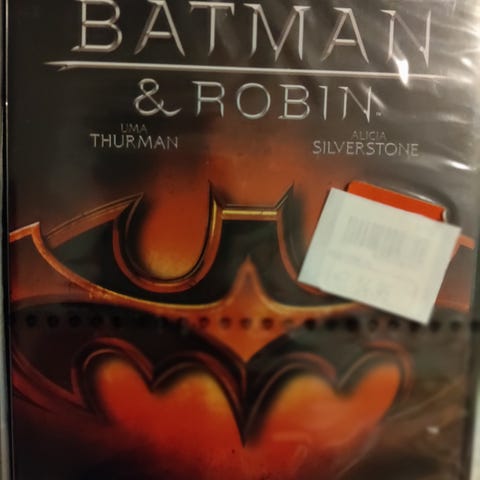 BATMAN
& ROBIN
UMA
THURMAN
ALICIA
SILVERSTONE